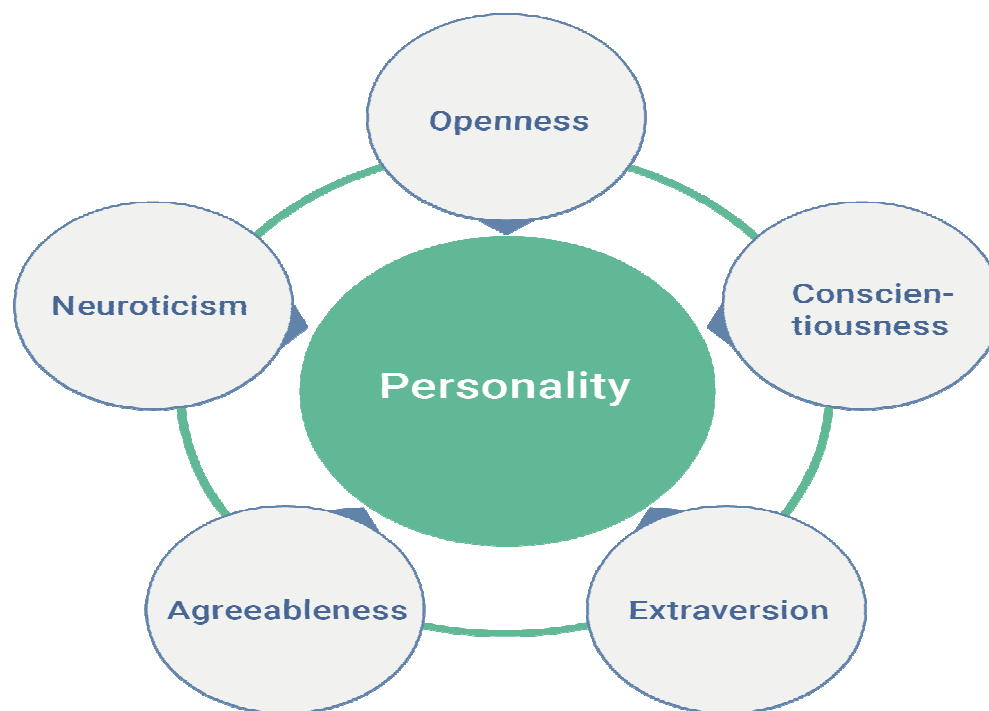 Openness
Neuroticism
Conscien-
tiousness
Personality
Agreeableness
Extraversion